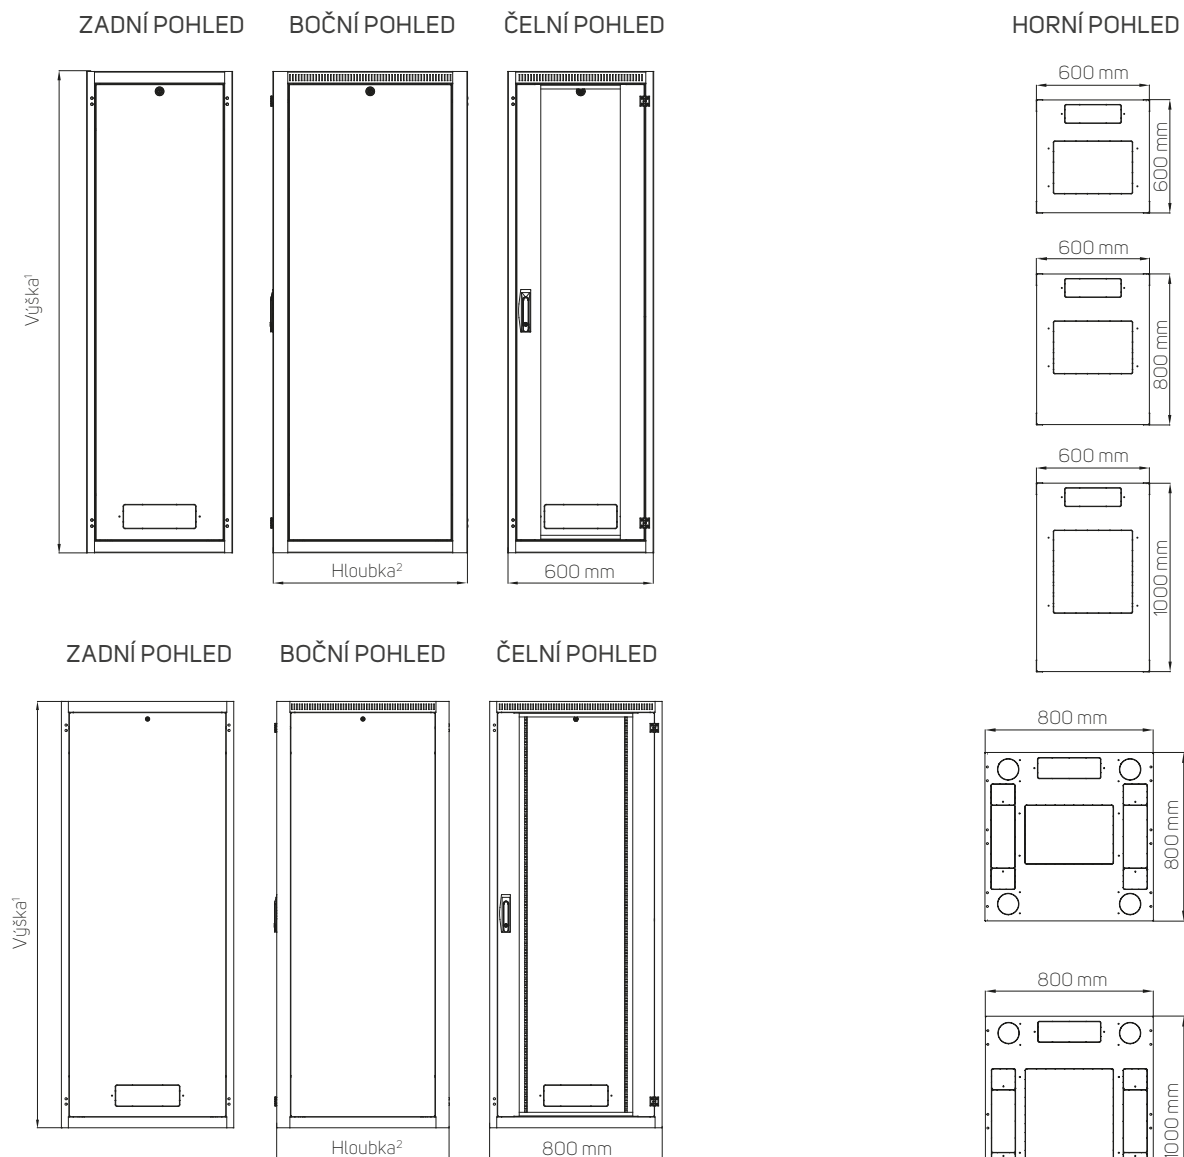 ZADNÍ POHLED
BOČNÍ POHLED
ČELNÍ POHLED
HORNÍ POHLED
Výška¹
Hloubka²
600 mm
600 mm
600 mm
600 mm
800 mm
600 mm
1000 mm
ZADNÍ POHLED
BOČNÍ POHLED
ČELNÍ POHLED
Výška¹
Hloubka²
800 mm
800 mm
800 mm
800 mm
1000 mm